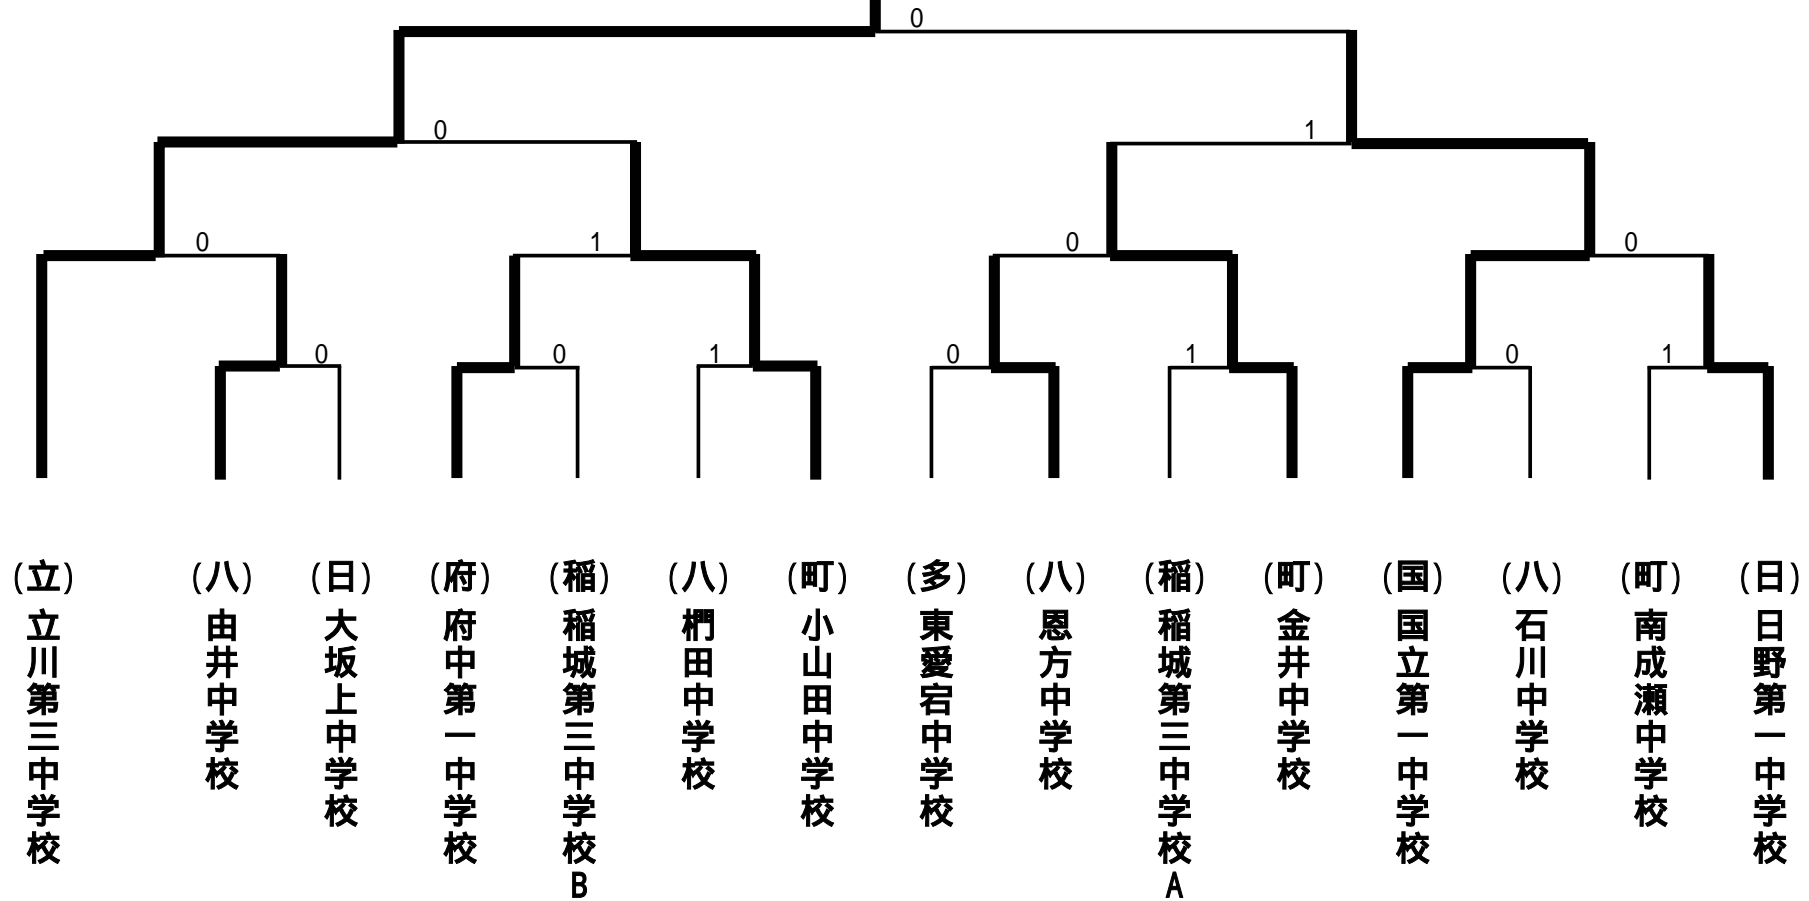 0
0
1
0
1
0
0
0
0
1
0
1
0
1
(立)
立川第三中学校
(八)
由井中学校
(日)
大坂上中学校
(府)
府中第一中学校
(稲)
稲城第三中学校B
(八)
椚田中学校
(町)
小山田中学校
(多)
東愛宕中学校
(八)
恩方中学校
(稲)
稲城第三中学校A
(町)
金井中学校
(国)
国立第一中学校
(八)
石川中学校
(町)
南成瀬中学校
(日)
日野第一中学校